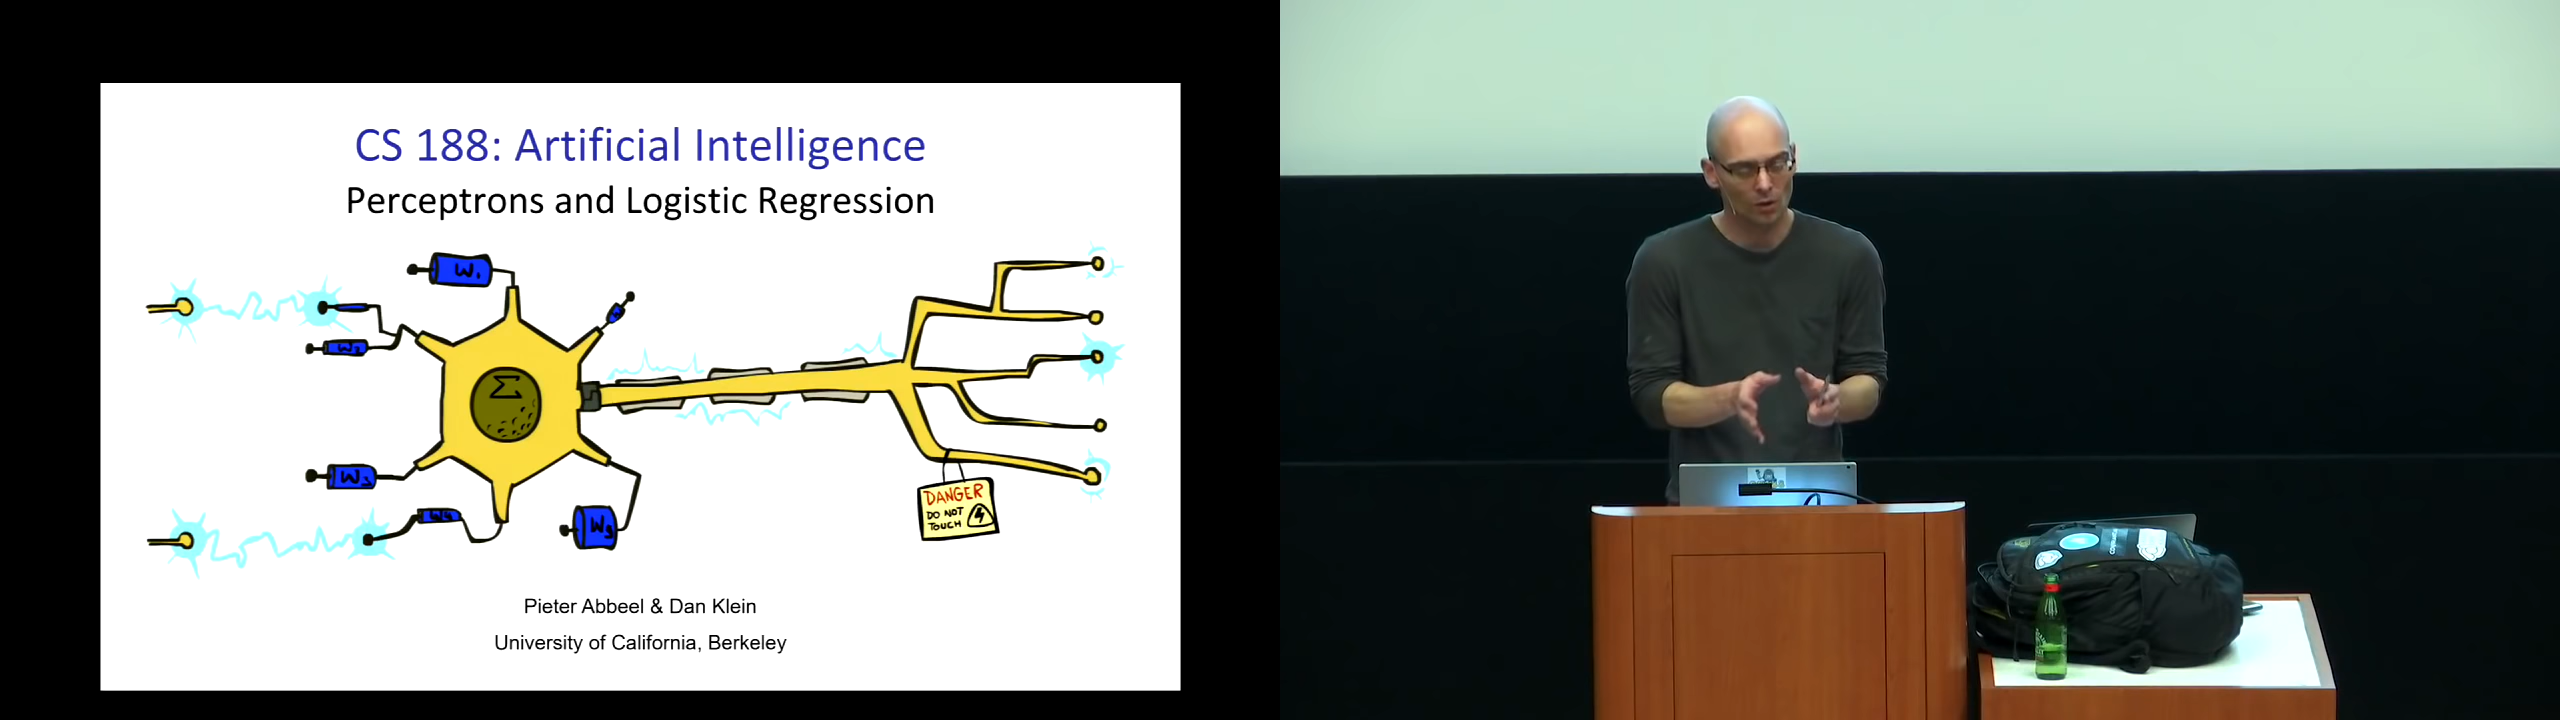 CS 188: Artificial Intelligence
Perceptrons and Logistic Regression
W1
Σ
DANGER
DO NOT
TOUCH
Pieter Abbeel & Dan Klein
University of California, Berkeley